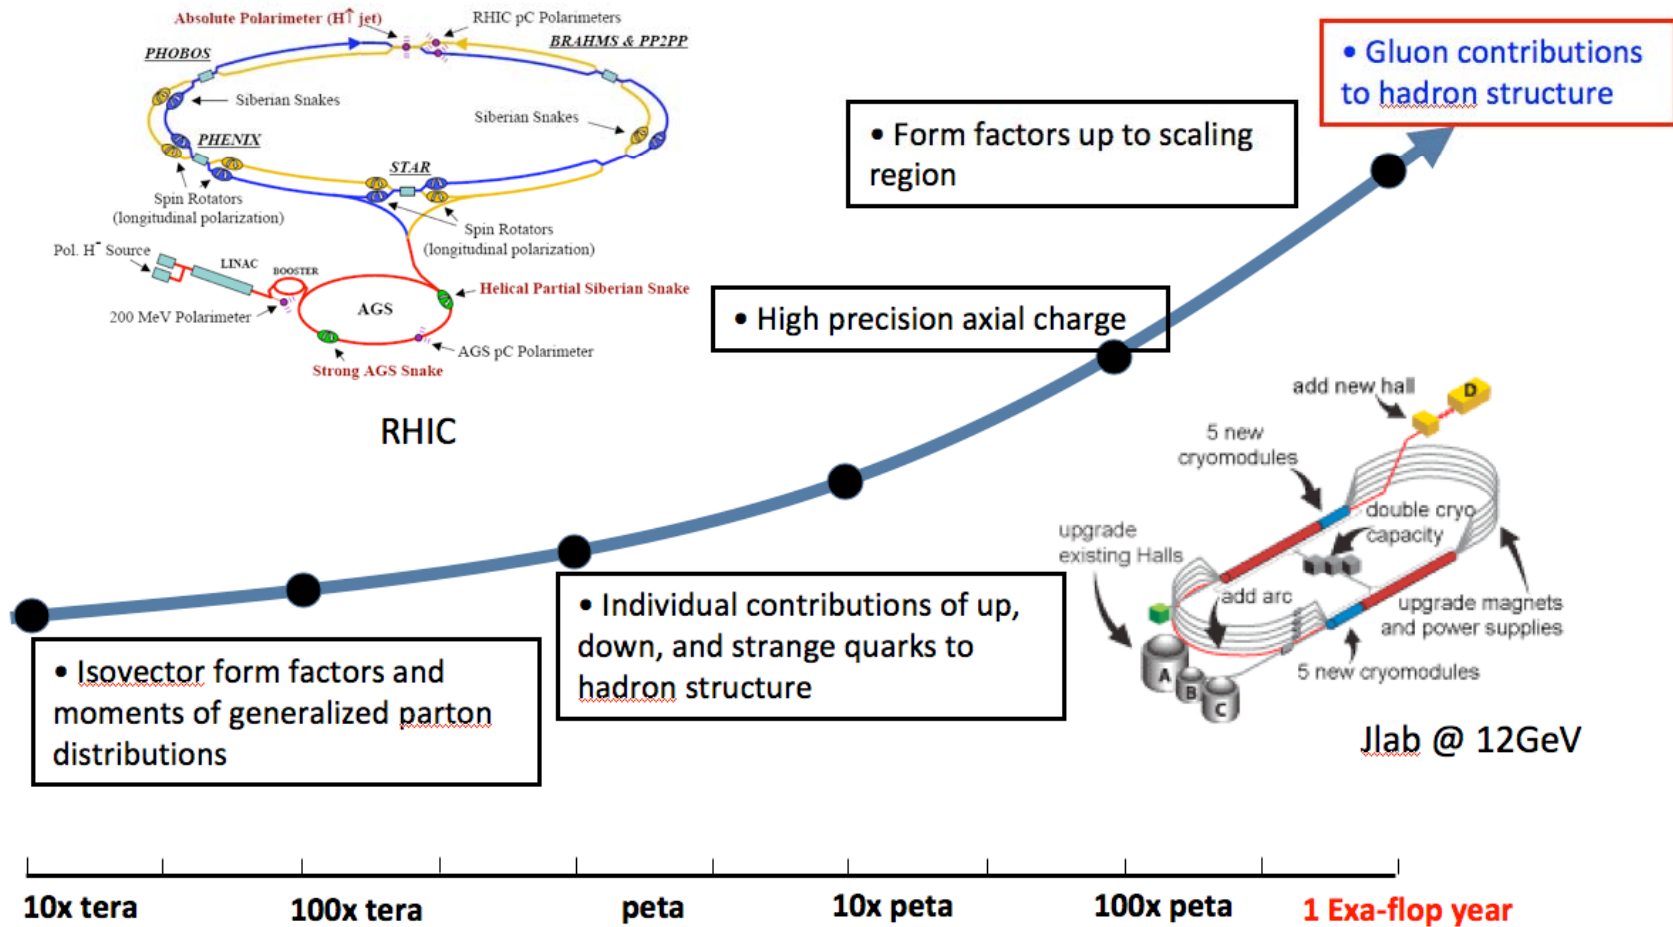 Absolute Polarimeter (H↑ jet)
RHIC pC Polarimeters
PHOBOS
BRAHMS & PP2PP
Siberian Snakes
Siberian Snakes
PHENIX
STAR
Spin Rotators
(longitudinal polarization)
Spin Rotators
(longitudinal polarization)
Pol. H⁻ Source
LINAC
BOOSTER
AGS
Helical Partial Siberian Snake
200 MeV Polarimeter
AGS pC Polarimeter
Strong AGS Snake
RHIC
• Gluon contributions
to hadron structure
• Form factors up to scaling
region
• High precision axial charge
• Individual contributions of up,
down, and strange quarks to
hadron structure
• Isovector form factors and
moments of generalized parton
distributions
add new hall
D
5 new
cryomodules
double cryo
capacity
upgrade
existing Halls
add arc
upgrade magnets
and power supplies
5 new cryomodules
A
B
C
Jlab @ 12GeV
10x tera
100x tera
peta
10x peta
100x peta
1 Exa-flop year